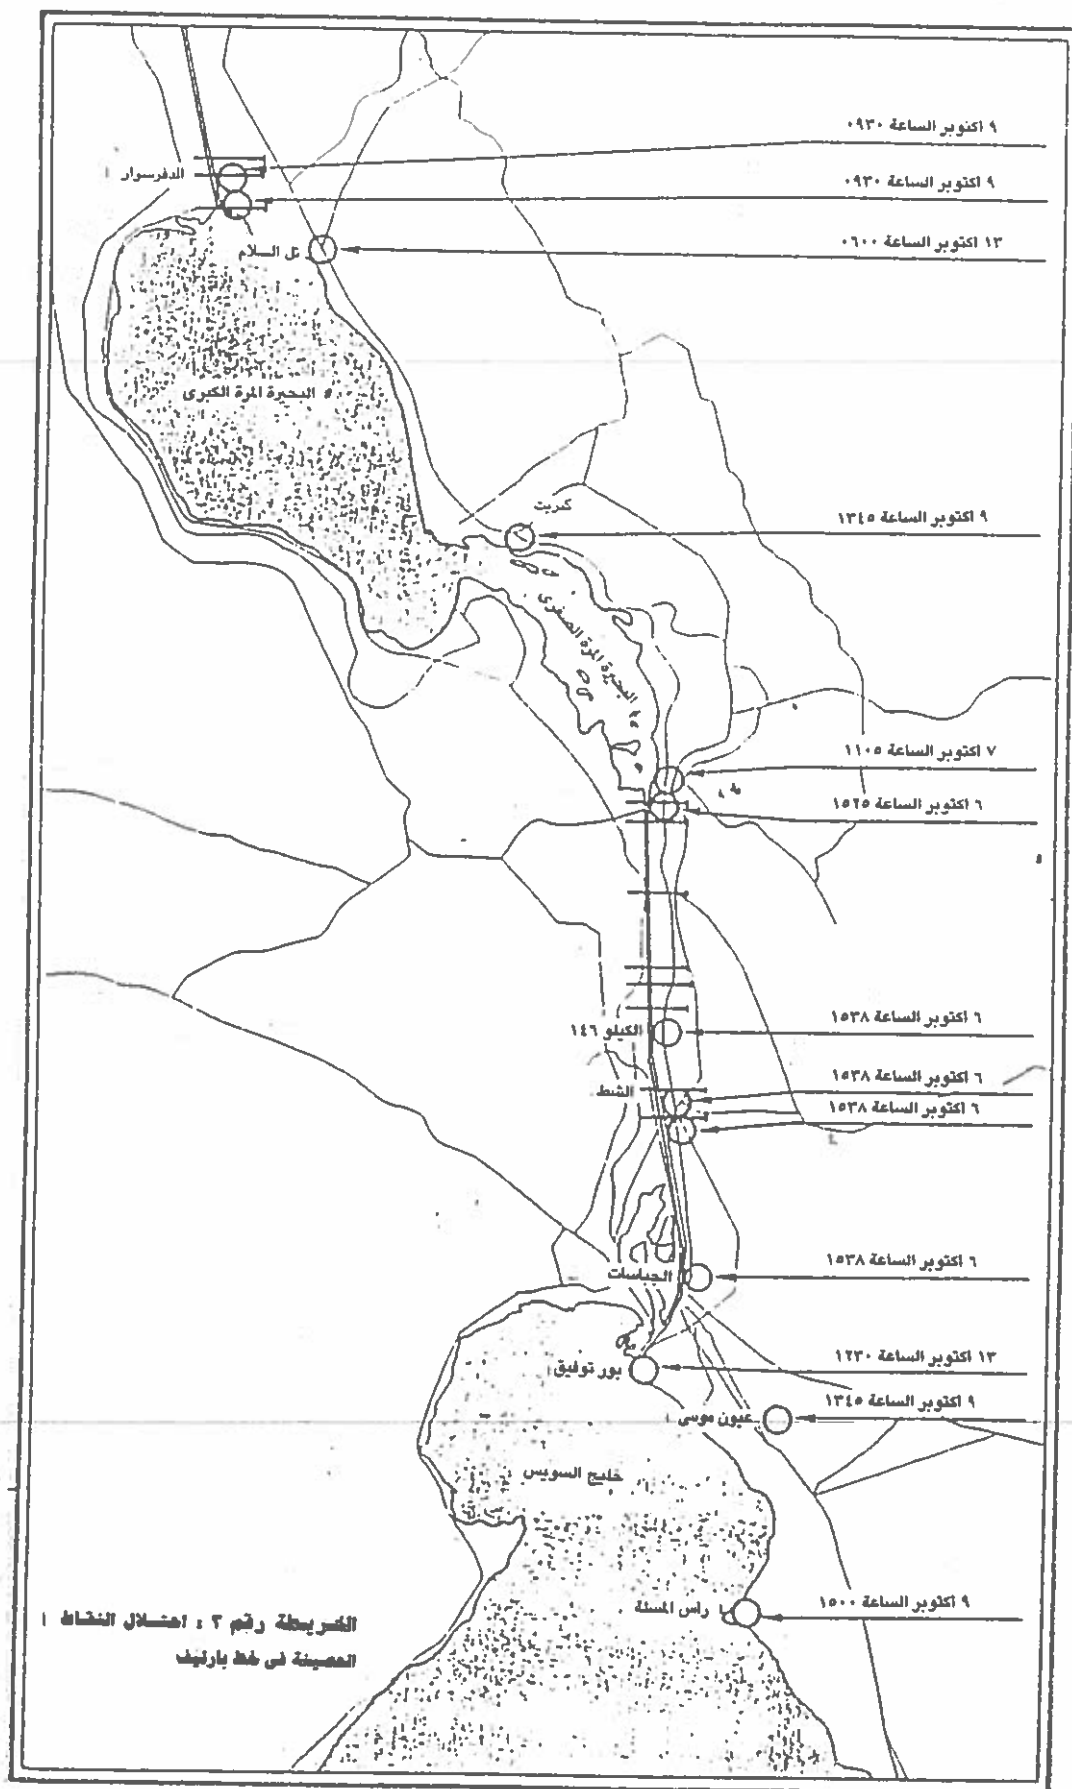 ٩ اكتوبر الساعة ٠٩٣٠
الدفرسوار
٩ اكتوبر الساعة ٠٩٣٠
١٣ اكتوبر الساعة ٠٦٠٠
تل السلام
البحيرة المرة الكبرى
كبريت
٩ اكتوبر الساعة ١٣٤٥
البحيرة المرة الصغرى
٧ اكتوبر الساعة ١١٠٥
٦ اكتوبر الساعة ١٥٢٥
٦ اكتوبر الساعة ١٥٣٨
الكيلو ١٤٦
٦ اكتوبر الساعة ١٥٣٨
الشط
٦ اكتوبر الساعة ١٥٣٨
٦ اكتوبر الساعة ١٥٣٨
الجباسات
١٣ اكتوبر الساعة ١٢٣٠
بور توفيق
٩ اكتوبر الساعة ١٣٤٥
عيون موسى
خليج السويس
٩ اكتوبر الساعة ١٥٠٠
راس المسلة
الخريطة رقم ٢ : احتلال النقاط
الحصينة فى خط بارليف